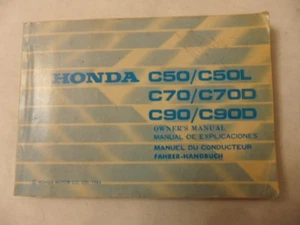 HONDA C50/C50L
C70/C70D
C90/C90D
OWNER'S MANUAL
MANUAL DE EXPLICACIONES
MANUEL DU CONDUCTEUR
FAHRER-HANDBUCH